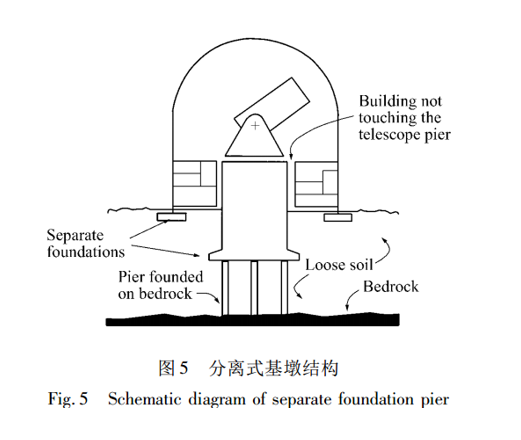 Building not
touching the
telescope pier
Separate
foundations
Loose soil
Pier founded
on bedrock
Bedrock
图 5 分离式基墩结构
Fig. 5 Schematic diagram of separate foundation pier